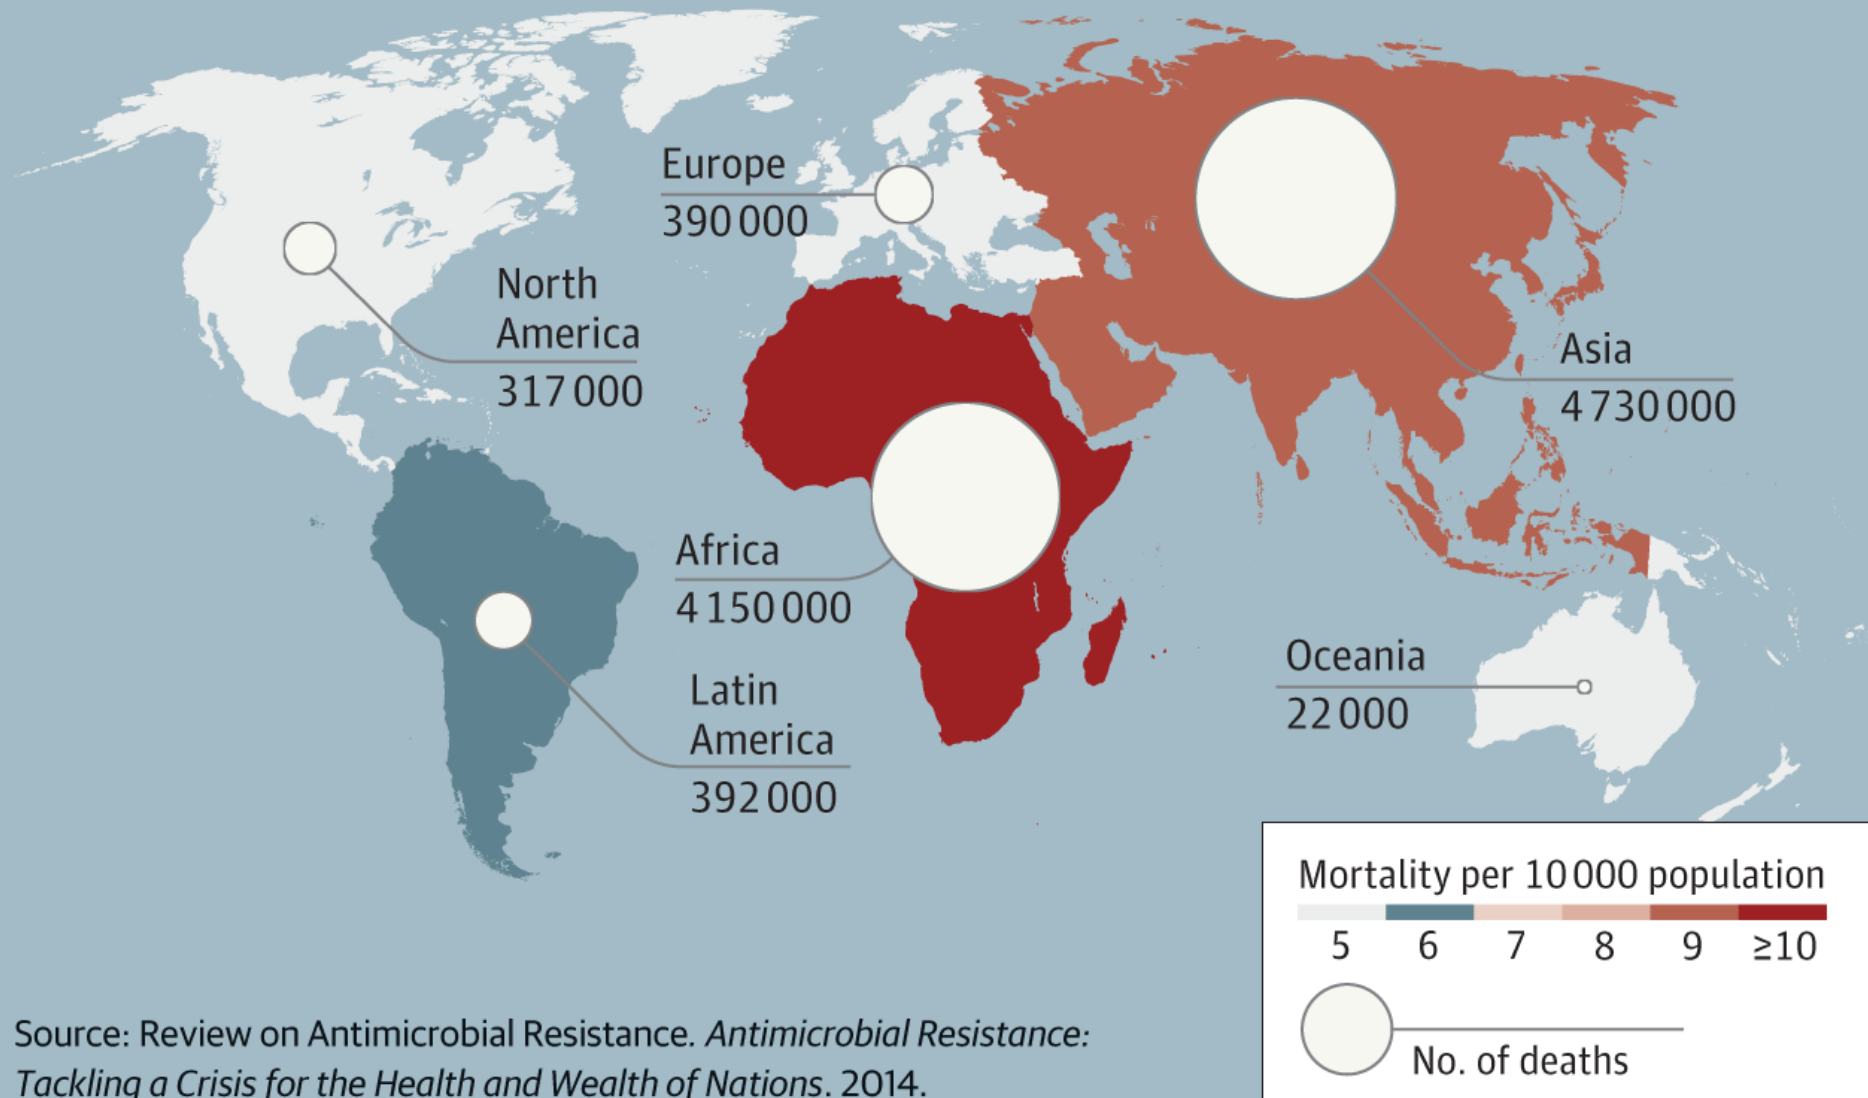 Europe
390 000
North
America
317 000
Asia
4 730 000
Africa
4 150 000
Latin
America
392 000
Oceania
22 000
Mortality per 10 000 population
5 6 7 8 9 ≥10
No. of deaths
Source: Review on Antimicrobial Resistance. Antimicrobial Resistance:
Tackling a Crisis for the Health and Wealth of Nations. 2014.